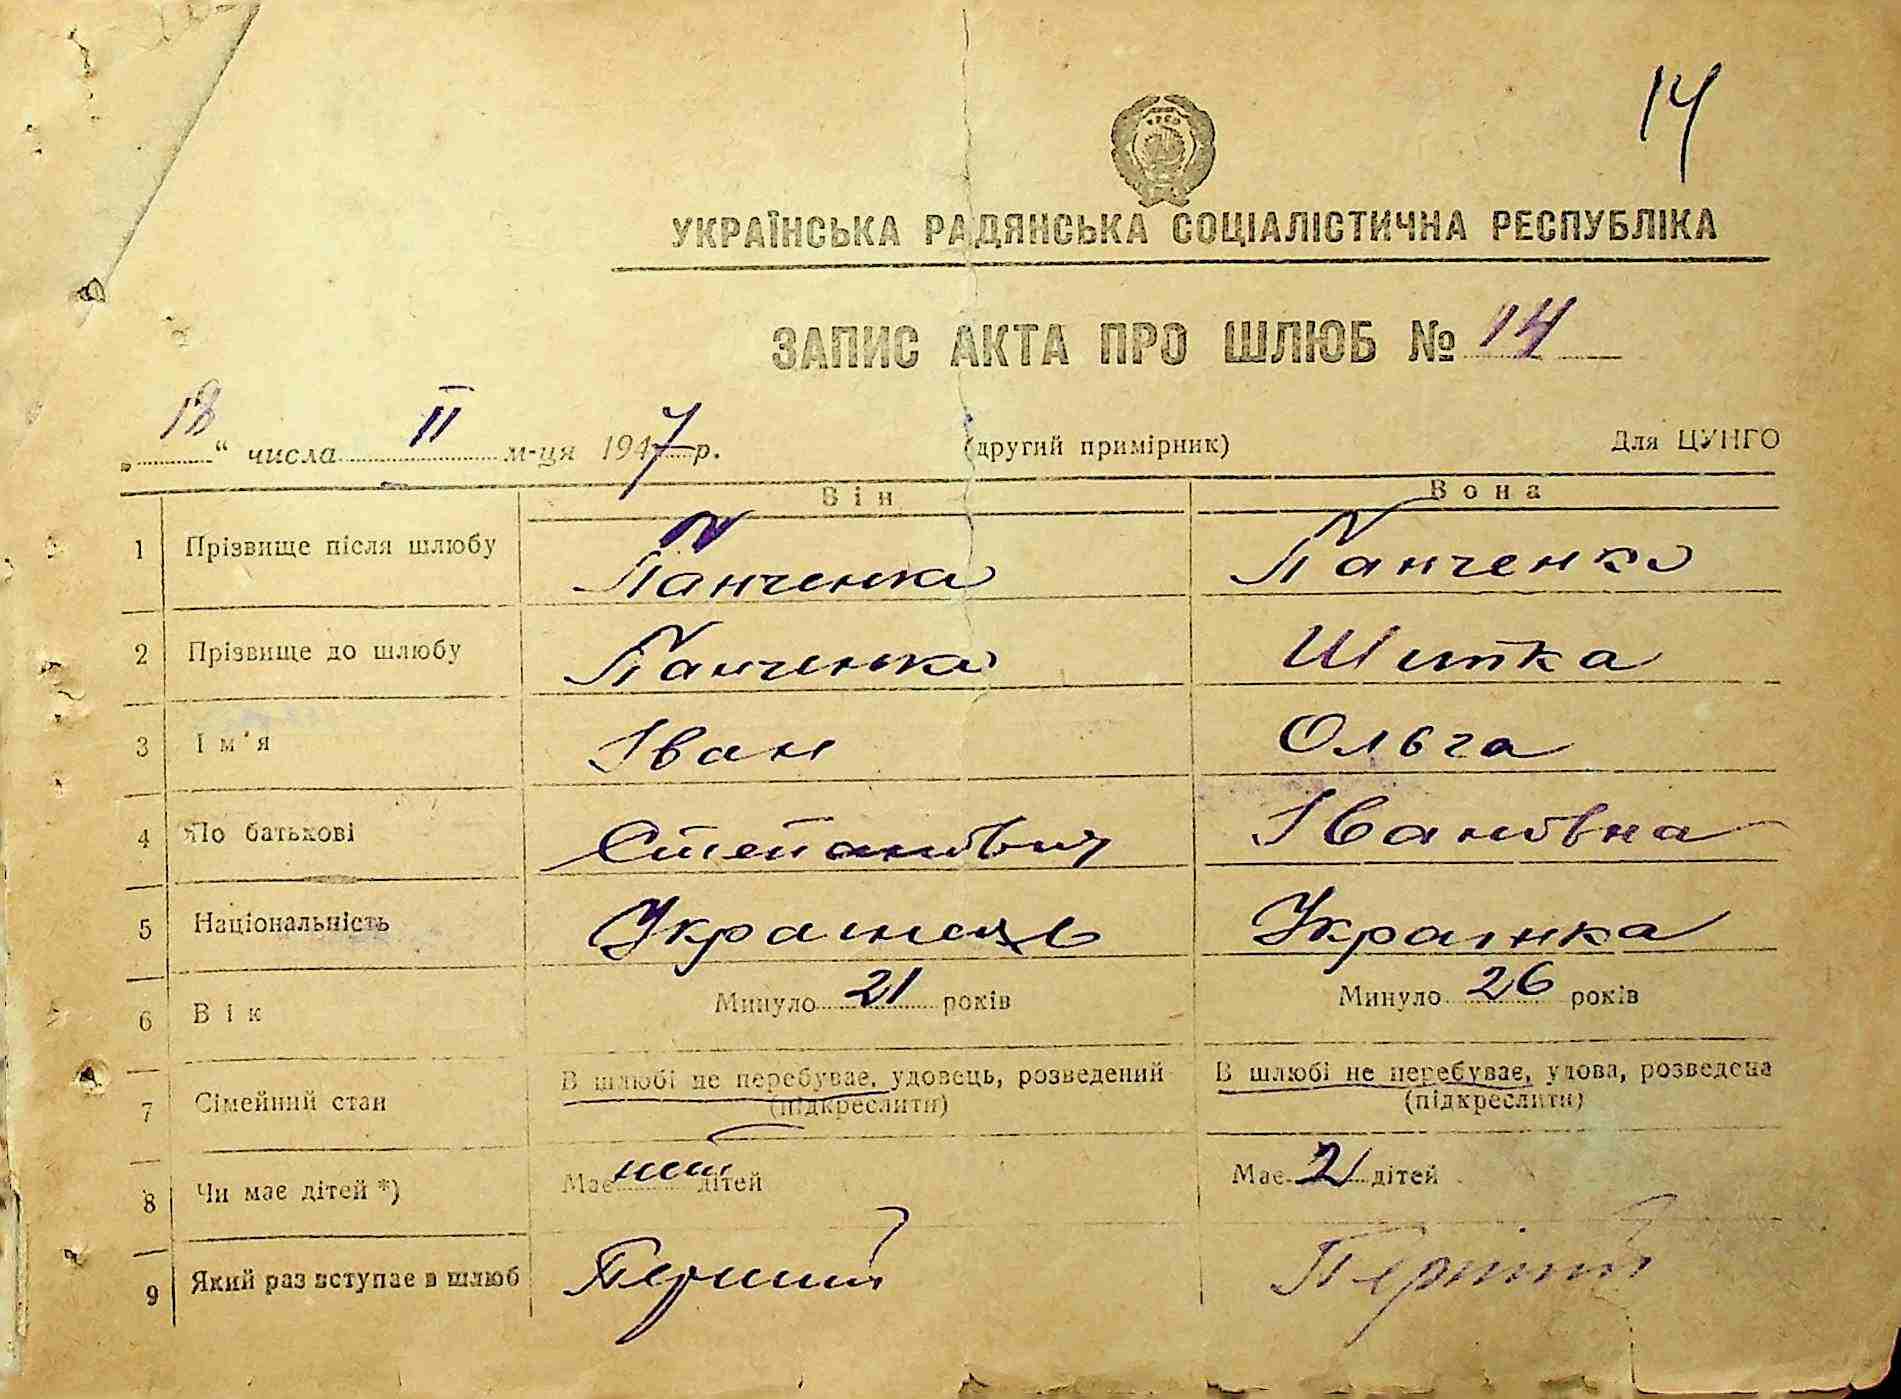 14
УКРАЇНСЬКА РАДЯНСЬКА СОЦІАЛІСТИЧНА РЕСПУБЛІКА
ЗАПИС АКТА ПРО ШЛЮБ № 14
„18“ числа II м-ця 1947 р. (другий примірник) Для ЦУНГО
Він Вона
1 Прізвище після шлюбу Панченко Панченко
2 Прізвище до шлюбу Панченко Шитка
3 Ім'я Іван Ольга
4 По батькові Степанович Івановна
5 Національність Українець Українка
6 Вік Минуло 21 років Минуло 26 років
7 Сімейний стан В шлюбі не перебуває, удовець, розведений В шлюбі не перебуває, удова, розведена
(підкреслити) (підкреслити)
8 Чи має дітей *) Має дітей Має дітей
9 Який раз вступає в шлюб Перший Перший